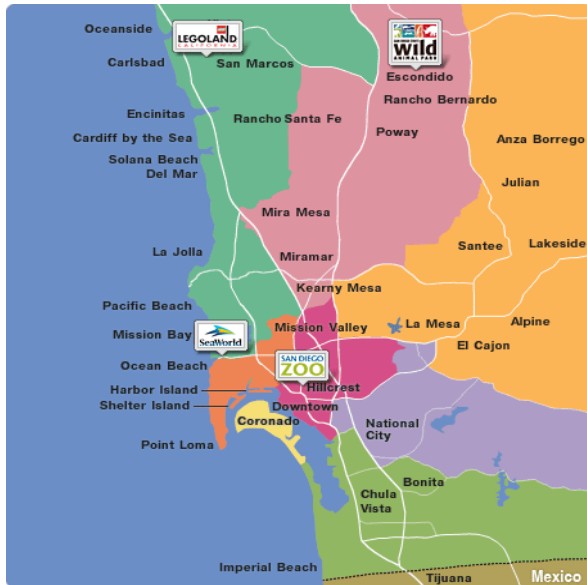 Oceanside
LEGOLAND
CALIFORNIA
SAN DIEGO ZOO'S
wild
ANIMAL PARK
Carlsbad
San Marcos
Escondido
Rancho Bernardo
Encinitas
Rancho Santa Fe
Cardiff by the Sea
Poway
Anza Borrego
Solana Beach
Del Mar
Julian
Mira Mesa
La Jolla
Miramar
Santee
Lakeside
Kearny Mesa
Pacific Beach
Mission Bay
SeaWorld
Mission Valley
La Mesa
Alpine
El Cajon
Ocean Beach
SAN DIEGO
ZOO
Harbor Island
Hillcrest
Shelter Island
Downtown
Coronado
National
City
Point Loma
Bonita
Chula
Vista
Imperial Beach
Tijuana
Mexico